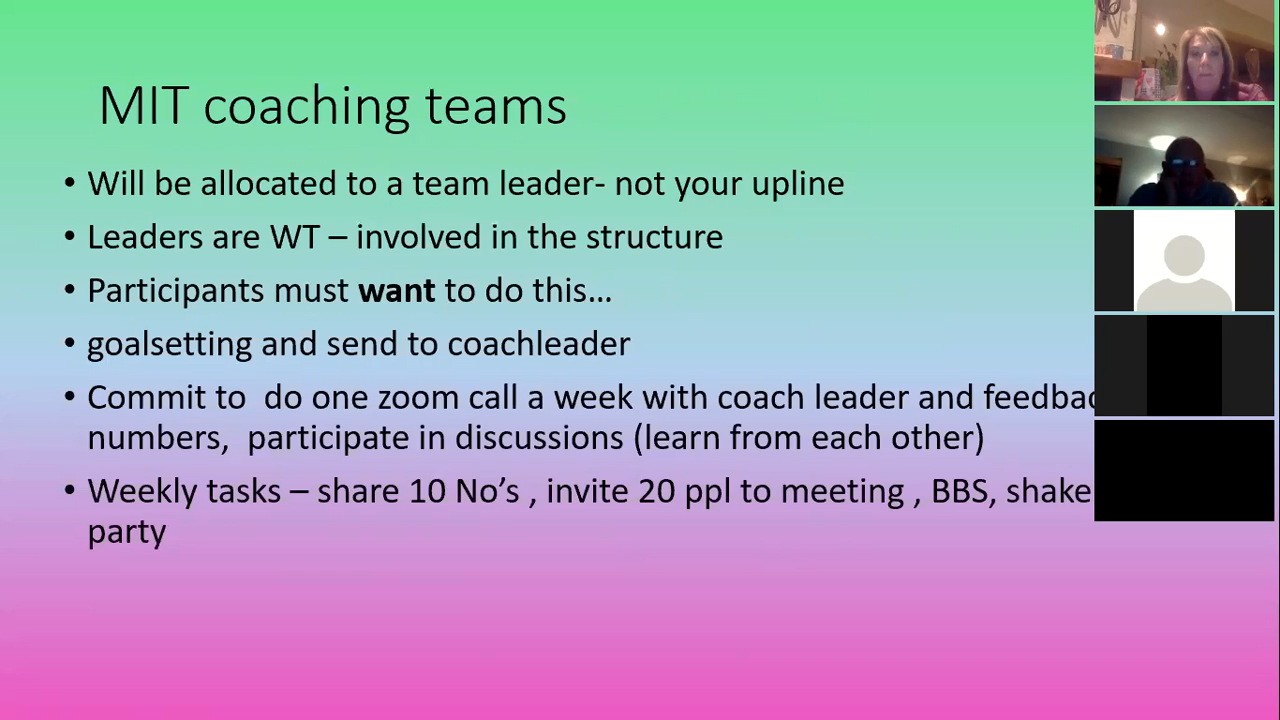 MIT coaching teams
• Will be allocated to a team leader- not your upline
• Leaders are WT – involved in the structure
• Participants must want to do this…
• goalsetting and send to coachleader
• Commit to  do one zoom call a week with coach leader and
numbers,  participate in discussions (learn from each other)
• Weekly tasks – share 10 No’s , invite 20 ppl to meeting , BBS, shake
party